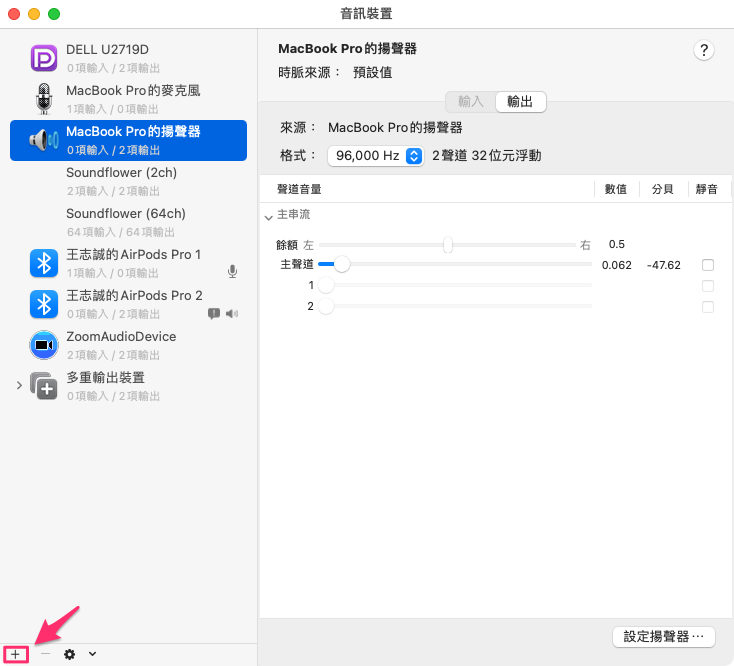 音訊裝置
DELL U2719D
0項輸入 / 2項輸出
MacBook Pro的麥克風
1項輸入 / 0項輸出
MacBook Pro的揚聲器
0項輸入 / 2項輸出
Soundflower (2ch)
2項輸入 / 2項輸出
Soundflower (64ch)
64項輸入 / 64項輸出
王志誠的AirPods Pro 1
1項輸入 / 0項輸出
王志誠的AirPods Pro 2
0項輸入 / 2項輸出
ZoomAudioDevice
2項輸入 / 2項輸出
多重輸出裝置
0項輸入 / 2項輸出
MacBook Pro的揚聲器
?
時脈來源： 預設值
輸入 輸出
來源： MacBook Pro的揚聲器
格式： 96,000 Hz 2聲道 32位元浮動
聲道音量 數值 分貝 靜音
主串流
餘額 左 右 0.5
主聲道 0.062 -47.62
1
2
設定揚聲器⋯